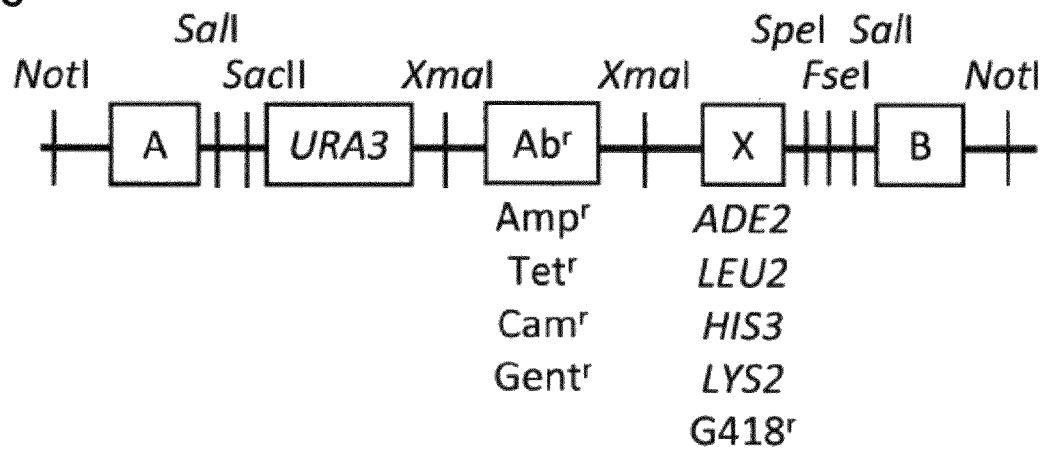 SpeI SalI
SalI
NotI SacII XmaI XmaI FseI NotI
A URA3 Abʳ X B
Ampʳ ADE2
Tetʳ LEU2
Camʳ HIS3
Gentʳ LYS2
G418ʳ